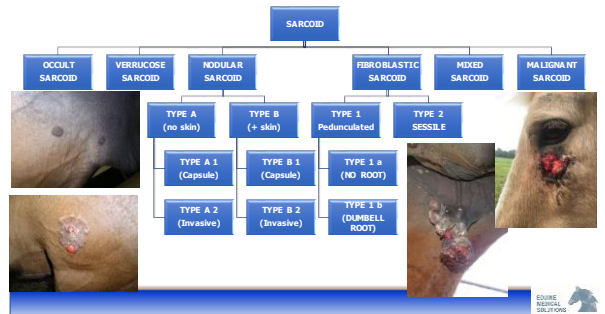 SARCOID
OCCULT
SARCOID
VERRUCOSE
SARCOID
NODULAR
SARCOID
FIBROBLASTIC
SARCOID
MIXED
SARCOID
MALIGNANT
SARCOID
TYPE A
(no skin)
TYPE B
(+ skin)
TYPE 1
Pedunculated
TYPE 2
SESSILE
TYPE A 1
(Capsule)
TYPE B 1
(Capsule)
TYPE 1 a
(NO ROOT)
TYPE A 2
(Invasive)
TYPE B 2
(Invasive)
TYPE 1 b
(DUMBELL
ROOT)
EQUINE
MEDICAL
SOLUTIONS